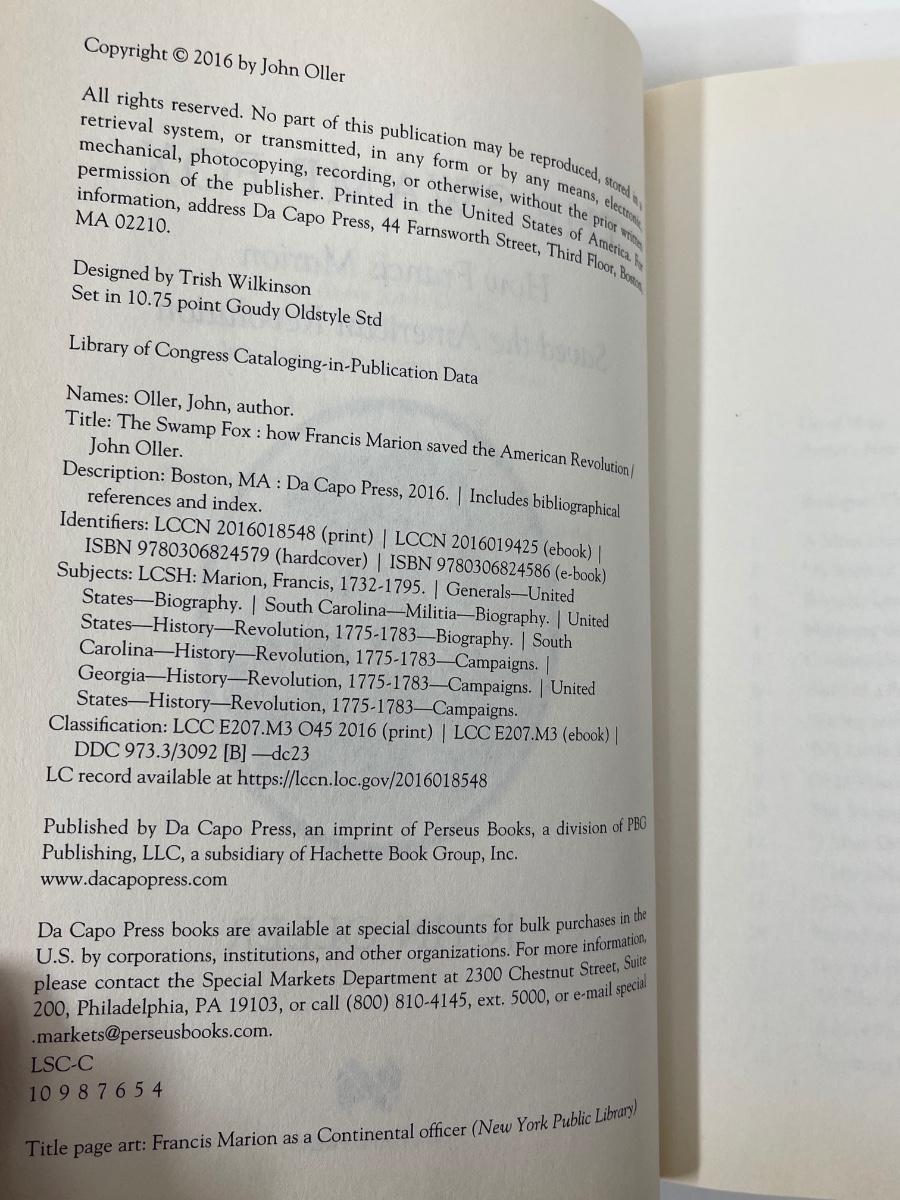 Copyright © 2016 by John Oller
All rights reserved. No part of this publication may be reproduced, stored in a
retrieval system, or transmitted, in any form or by any means, electronic,
mechanical, photocopying, recording, or otherwise, without the prior written
permission of the publisher. Printed in the United States of America. For
information, address Da Capo Press, 44 Farnsworth Street, Third Floor, Boston,
MA 02210.
Designed by Trish Wilkinson
Set in 10.75 point Goudy Oldstyle Std
Library of Congress Cataloging-in-Publication Data
Names: Oller, John, author.
Title: The Swamp Fox : how Francis Marion saved the American Revolution /
John Oller.
Description: Boston, MA : Da Capo Press, 2016. | Includes bibliographical
references and index.
Identifiers: LCCN 2016018548 (print) | LCCN 2016019425 (ebook) |
ISBN 9780306824579 (hardcover) | ISBN 9780306824586 (e-book)
Subjects: LCSH: Marion, Francis, 1732-1795. | Generals—United
States—Biography. | South Carolina—Militia—Biography. | United
States—History—Revolution, 1775-1783—Biography. | South
Carolina—History—Revolution, 1775-1783—Campaigns. |
Georgia—History—Revolution, 1775-1783—Campaigns. | United
States—History—Revolution, 1775-1783—Campaigns.
Classification: LCC E207.M3 O45 2016 (print) | LCC E207.M3 (ebook) |
DDC 973.3/3092 [B] —dc23
LC record available at https://lccn.loc.gov/2016018548
Published by Da Capo Press, an imprint of Perseus Books, a division of PBG
Publishing, LLC, a subsidiary of Hachette Book Group, Inc.
www.dacapopress.com
Da Capo Press books are available at special discounts for bulk purchases in the
U.S. by corporations, institutions, and other organizations. For more information,
please contact the Special Markets Department at 2300 Chestnut Street, Suite
200, Philadelphia, PA 19103, or call (800) 810-4145, ext. 5000, or e-mail special
.markets@perseusbooks.com.
LSC-C
10 9 8 7 6 5 4
Title page art: Francis Marion as a Continental officer (New York Public Library)